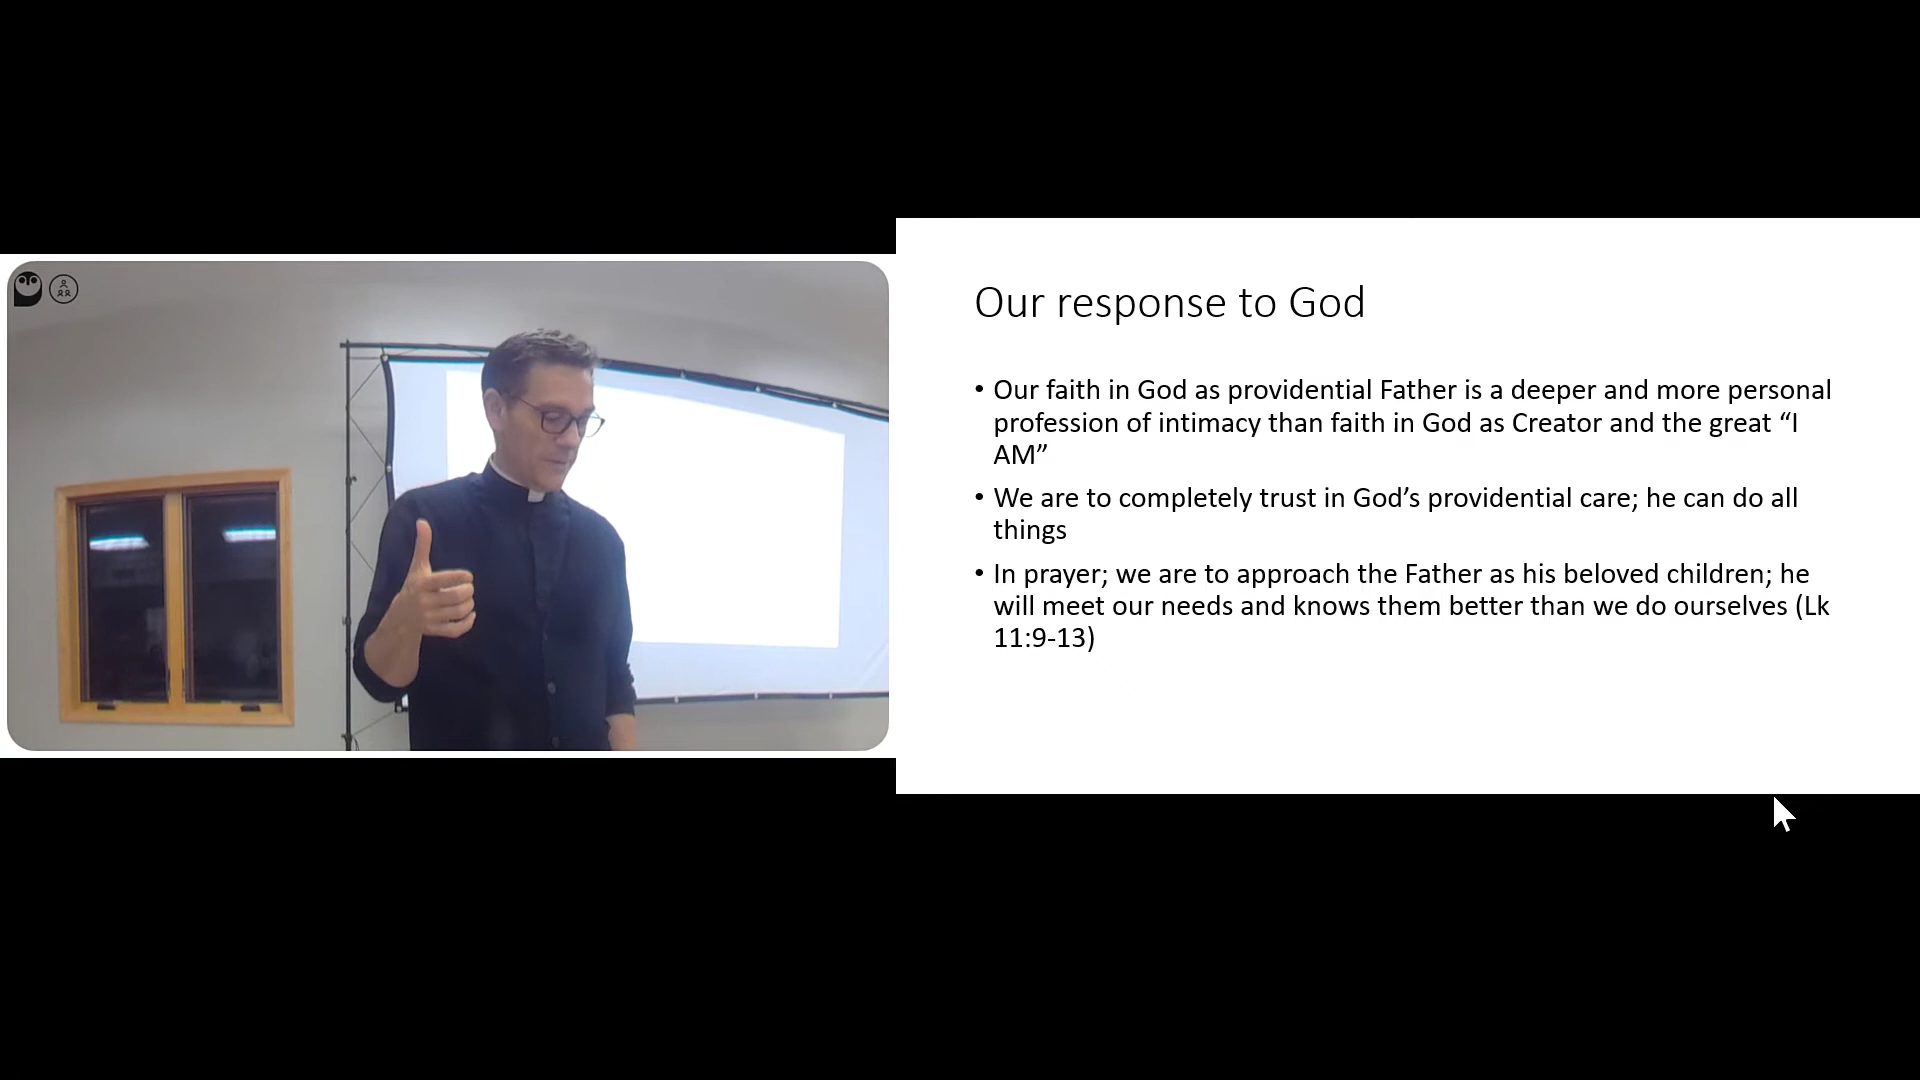 Our response to God
• Our faith in God as providential Father is a deeper and more personal
profession of intimacy than faith in God as Creator and the great “I
AM”
• We are to completely trust in God’s providential care; he can do all
things
• In prayer; we are to approach the Father as his beloved children; he
will meet our needs and knows them better than we do ourselves (Lk
11:9-13)